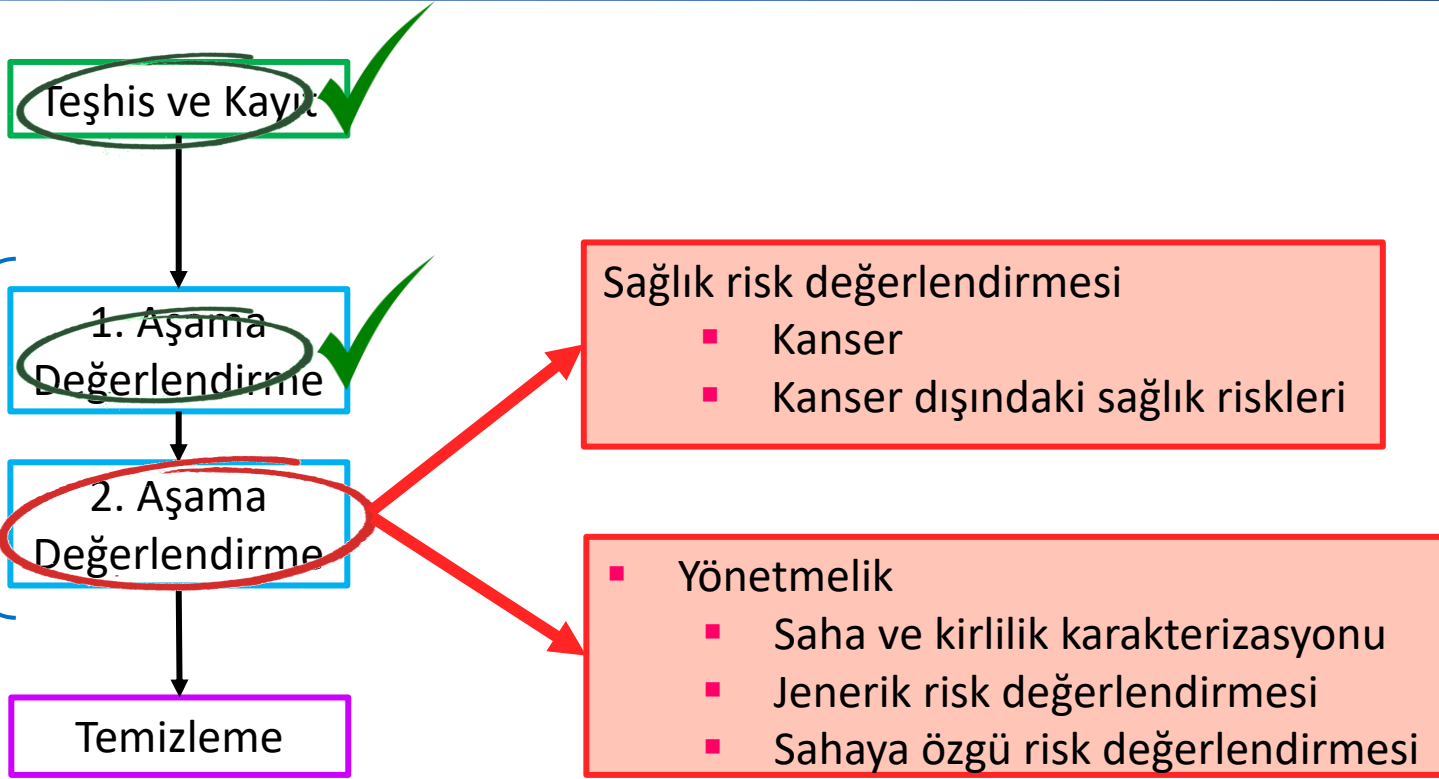 Teşhis ve Kayıt
1. Aşama
Değerlendirme
2. Aşama
Değerlendirme
Temizleme
Sağlık risk değerlendirmesi
▪ Kanser
▪ Kanser dışındaki sağlık riskleri
▪ Yönetmelik
▪ Saha ve kirlilik karakterizasyonu
▪ Jenerik risk değerlendirmesi
▪ Sahaya özgü risk değerlendirmesi